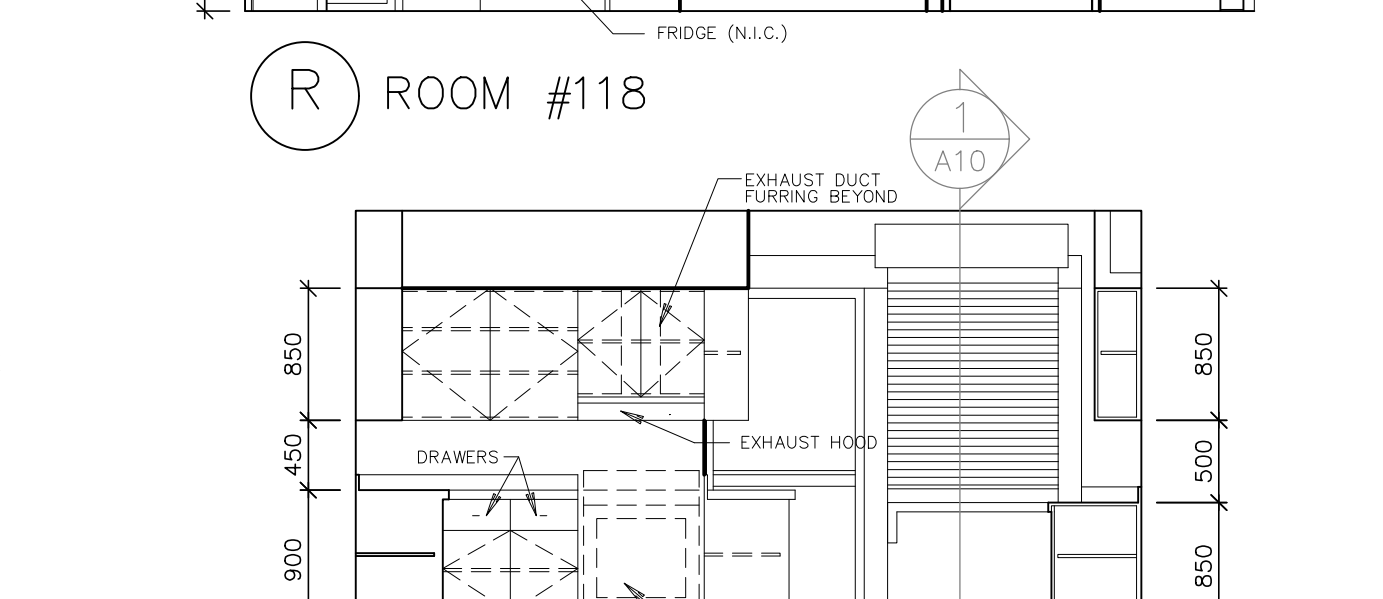 FRIDGE (N.I.C.)
R
ROOM #118
1
A10
EXHAUST DUCT
FURRING BEYOND
850
850
EXHAUST HOOD
DRAWERS
450
500
900
850